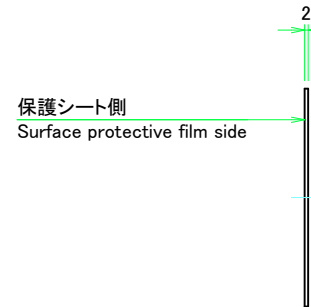 2
保護シート側
Surface protective film side